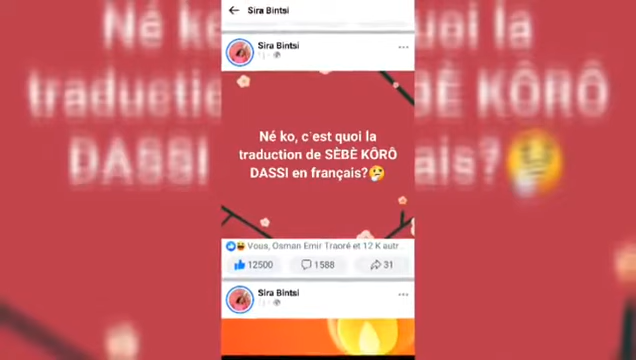 Sira Bintsi
Sira Bintsi
Né ko, c'est quoi la
traduction de SÈBÈ KÔRÔ
DASSI en français?🤔
Vous, Osman Emir Traoré et 12 K autr
12500 1588 31
Sira Bintsi